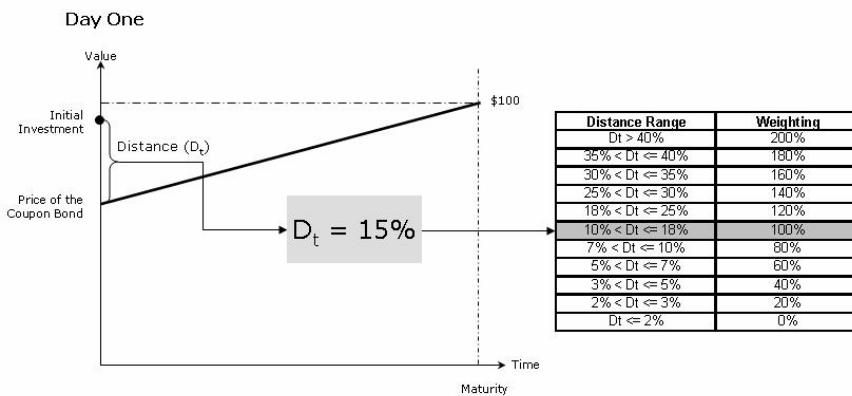 Day One
Value
$100
Initial
Investment
Distance (Dt)
Price of the
Coupon Bond
Dt = 15%
Time
Maturity
Distance Range Weighting
Dt > 40% 200%
35% < Dt <= 40% 180%
30% < Dt <= 35% 160%
25% < Dt <= 30% 140%
18% < Dt <= 25% 120%
10% < Dt <= 18% 100%
7% < Dt <= 10% 80%
5% < Dt <= 7% 60%
3% < Dt <= 5% 40%
2% < Dt <= 3% 20%
Dt <= 2% 0%